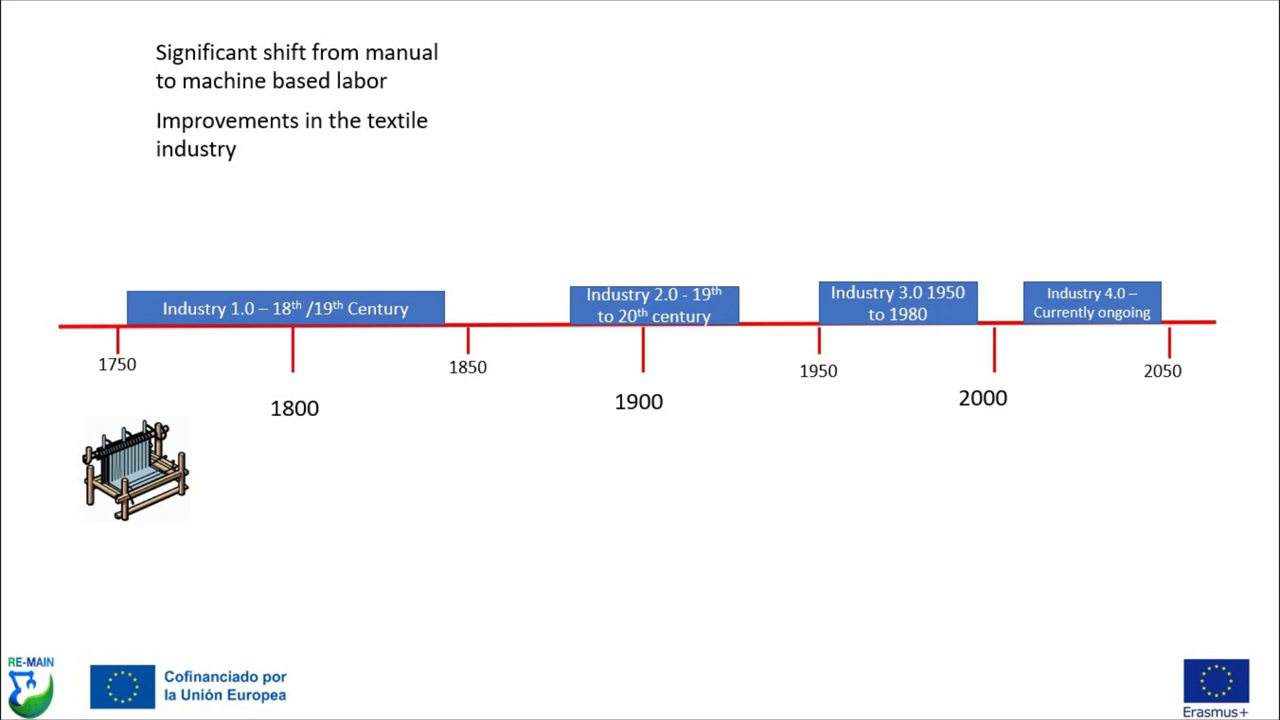 Significant shift from manual
to machine based labor
Improvements in the textile
industry
Industry 1.0 – 18th /19th Century
Industry 2.0 - 19th
to 20th century
Industry 3.0 1950
to 1980
Industry 4.0 –
Currently ongoing
1750
1800
1850
1900
1950
2000
2050
RE-MAIN
Cofinanciado por
la Unión Europea
Erasmus+